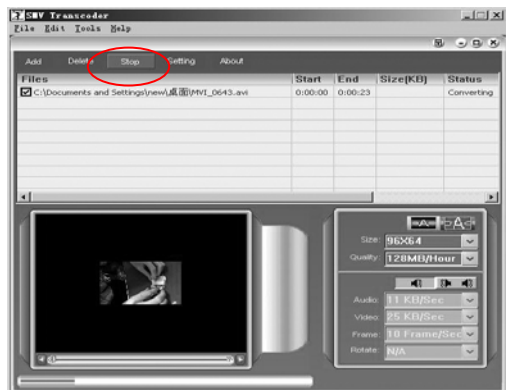 SMV Transcoder
File Edit Tools Help
Add Delete Stop Setting About
Files Start End Size[KB] Status
C:\Documents and Settings\new\桌面\MVI_0643.avi 0:00:00 0:00:23 Converting
Size: 96X64
Quality: 128MB/Hour
Audio: 11 KB/Sec
Video: 25 KB/Sec
Frame: 10 Frame/Sec
Rotate: N/A